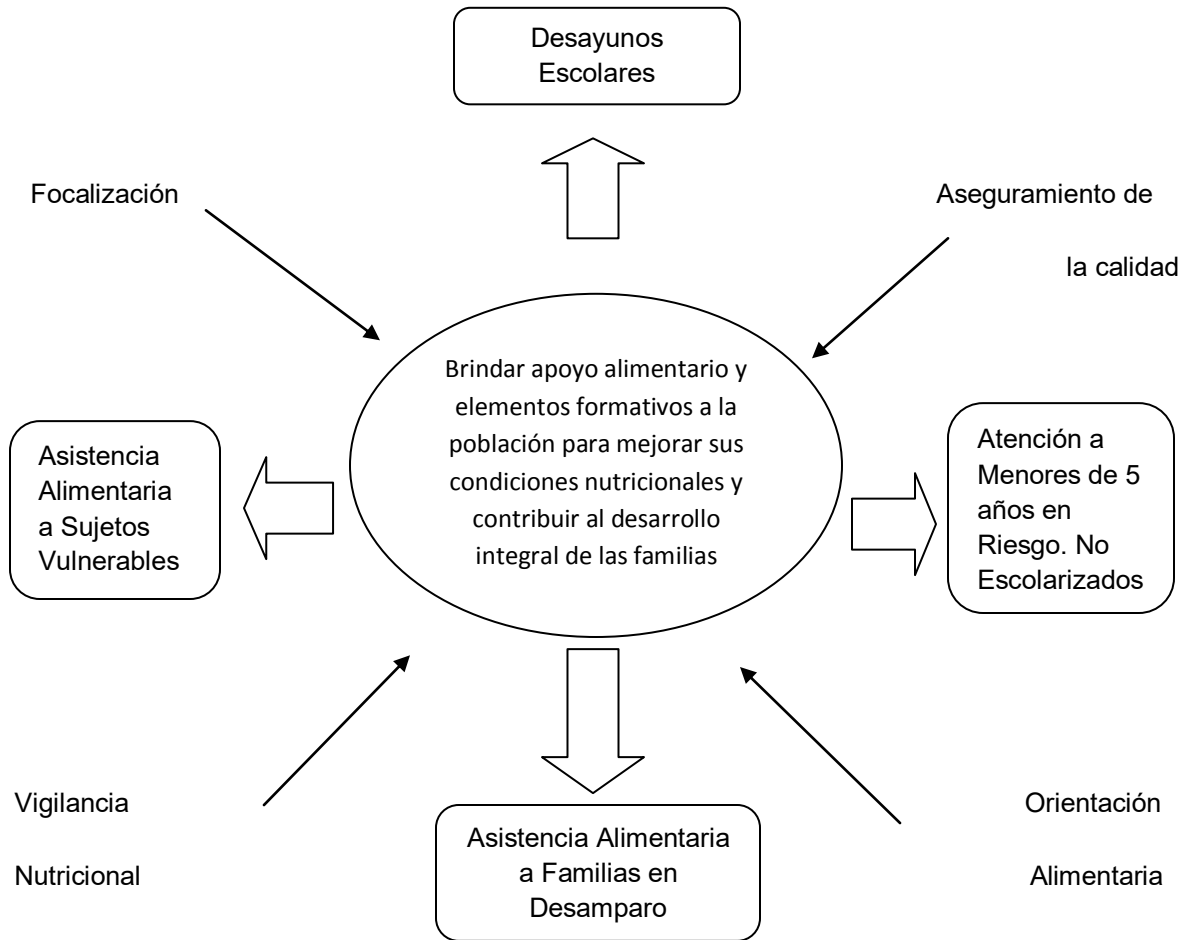 Desayunos
Escolares
Focalización
Aseguramiento de
la calidad
Brindar apoyo alimentario y
elementos formativos a la
población para mejorar sus
condiciones nutricionales y
contribuir al desarrollo
integral de las familias
Asistencia
Alimentaria
a Sujetos
Vulnerables
Atención a
Menores de 5
años en
Riesgo. No
Escolarizados
Vigilancia
Nutricional
Asistencia Alimentaria
a Familias en
Desamparo
Orientación
Alimentaria